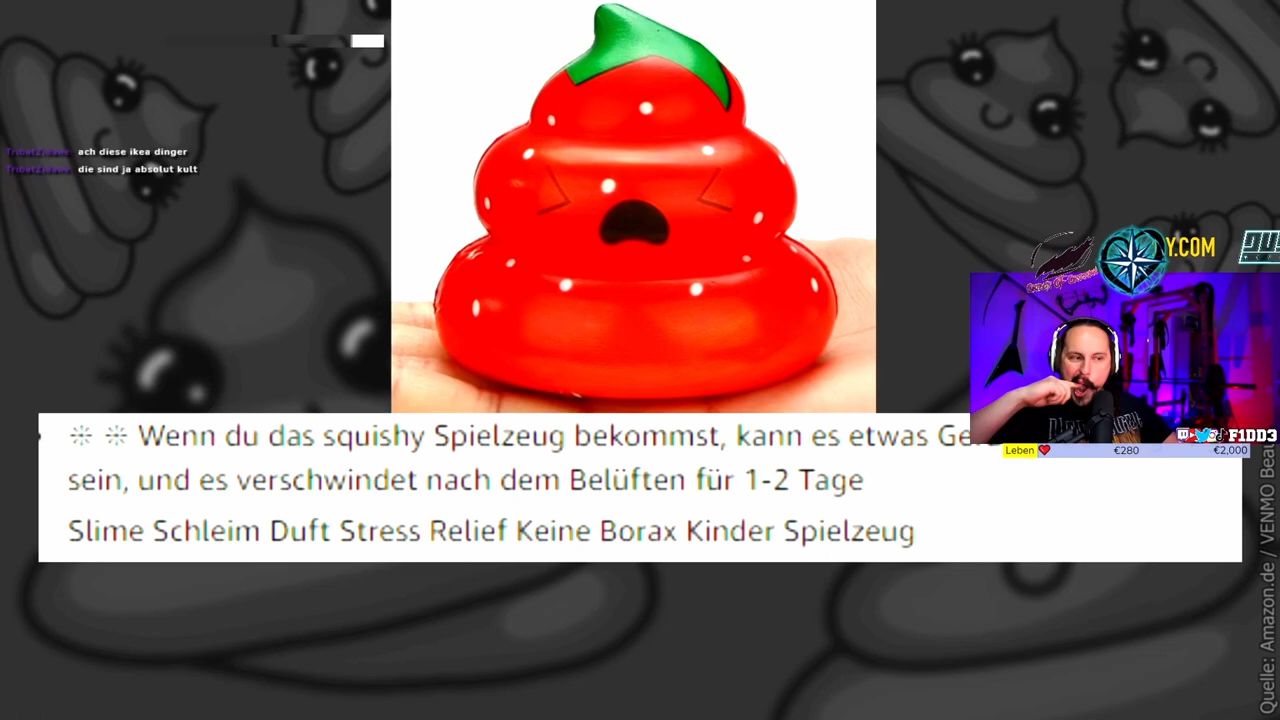 ach diese ikea dinger
die sind ja absolut kult
Y.COM
F1DD3
Leben €280 €2,000
Wenn du das squishy Spielzeug bekommst, kann es etwas
sein, und es verschwindet nach dem Belüften für 1-2 Tage
Slime Schleim Duft Stress Relief Keine Borax Kinder Spielzeug
Quelle: Amazon.de / VENMO